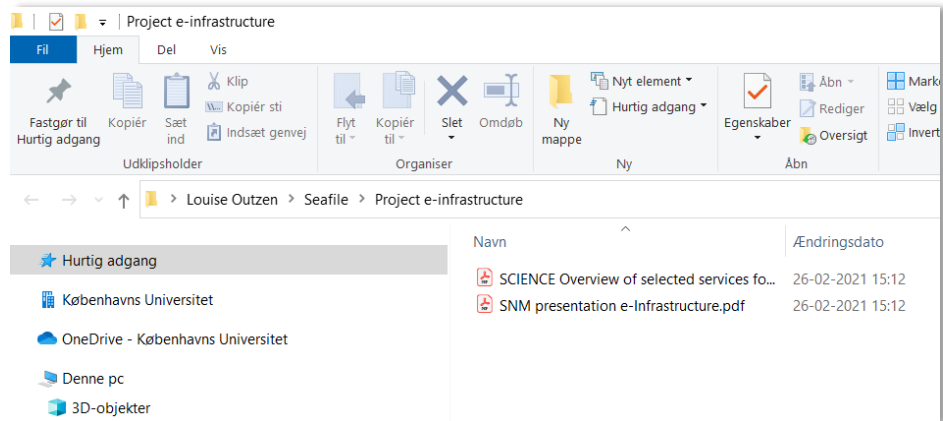 Project e-infrastructure
Fil Hjem Del Vis
Fastgør til Hurtig adgang
Kopiér
Sæt ind
Klip
Kopiér sti
Indsæt genvej
Udklipsholder
Flyt til
Kopiér til
Slet
Omdøb
Organiser
Ny mappe
Nyt element
Hurtig adgang
Ny
Egenskaber
Åbn
Rediger
Oversigt
Åbn
Mark
Vælg
Invert
Louise Outzen > Seafile > Project e-infrastructure
Navn Ændringsdato
Hurtig adgang
Københavns Universitet
OneDrive - Københavns Universitet
Denne pc
3D-objekter
SCIENCE Overview of selected services fo... 26-02-2021 15:12
SNM presentation e-Infrastructure.pdf 26-02-2021 15:12